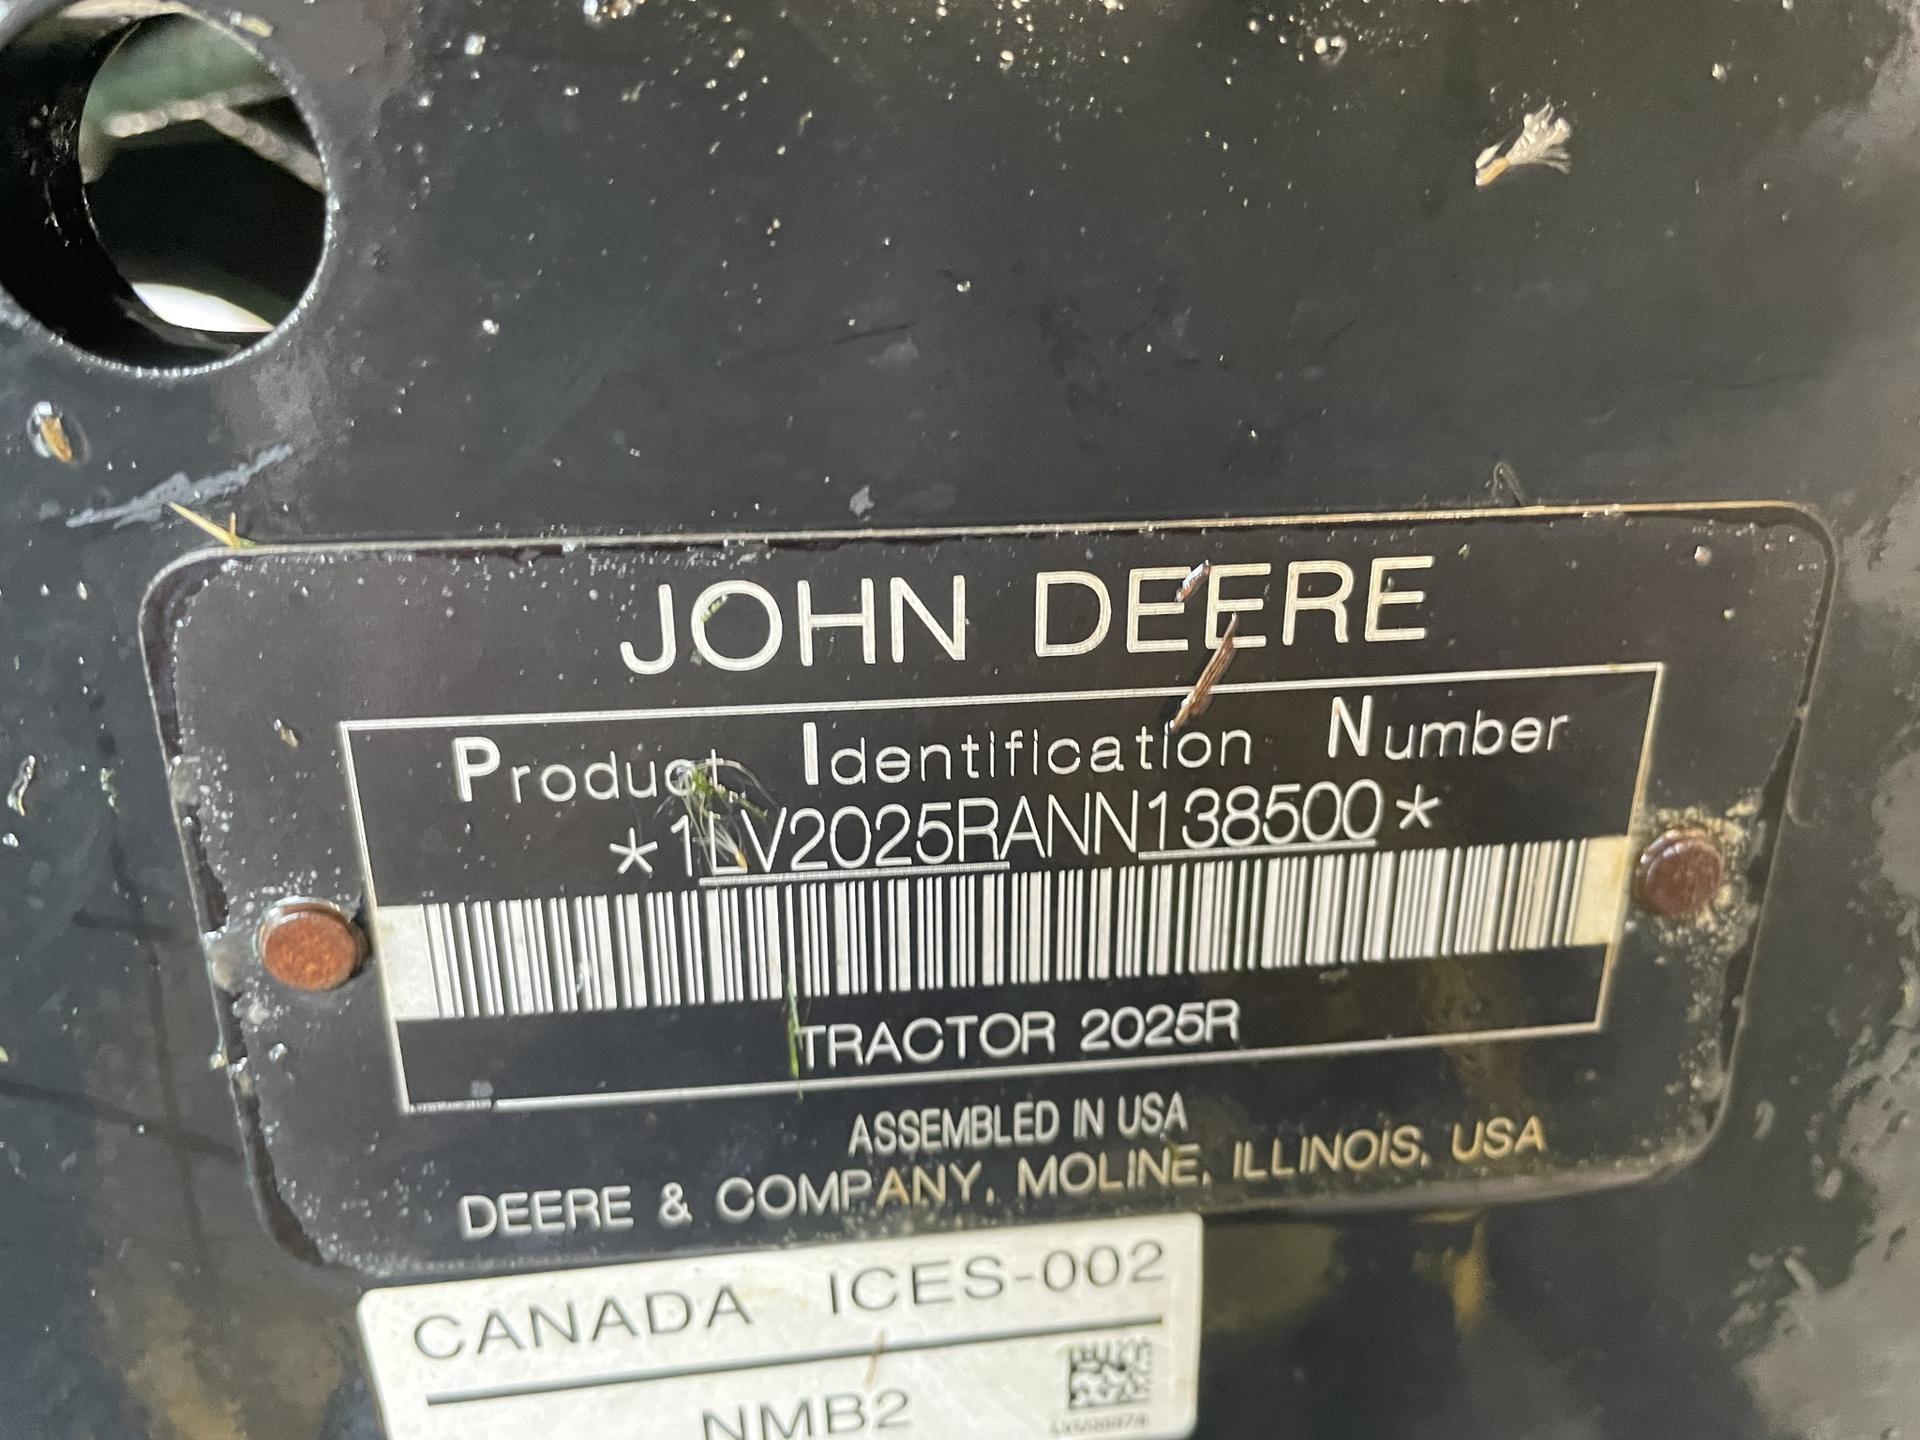 JOHN DEERE
Product Identification Number
*1LV2025RANN138500*
TRACTOR 2025R
ASSEMBLED IN USA
DEERE & COMPANY, MOLINE, ILLINOIS, USA
CANADA ICES-002
NMB2